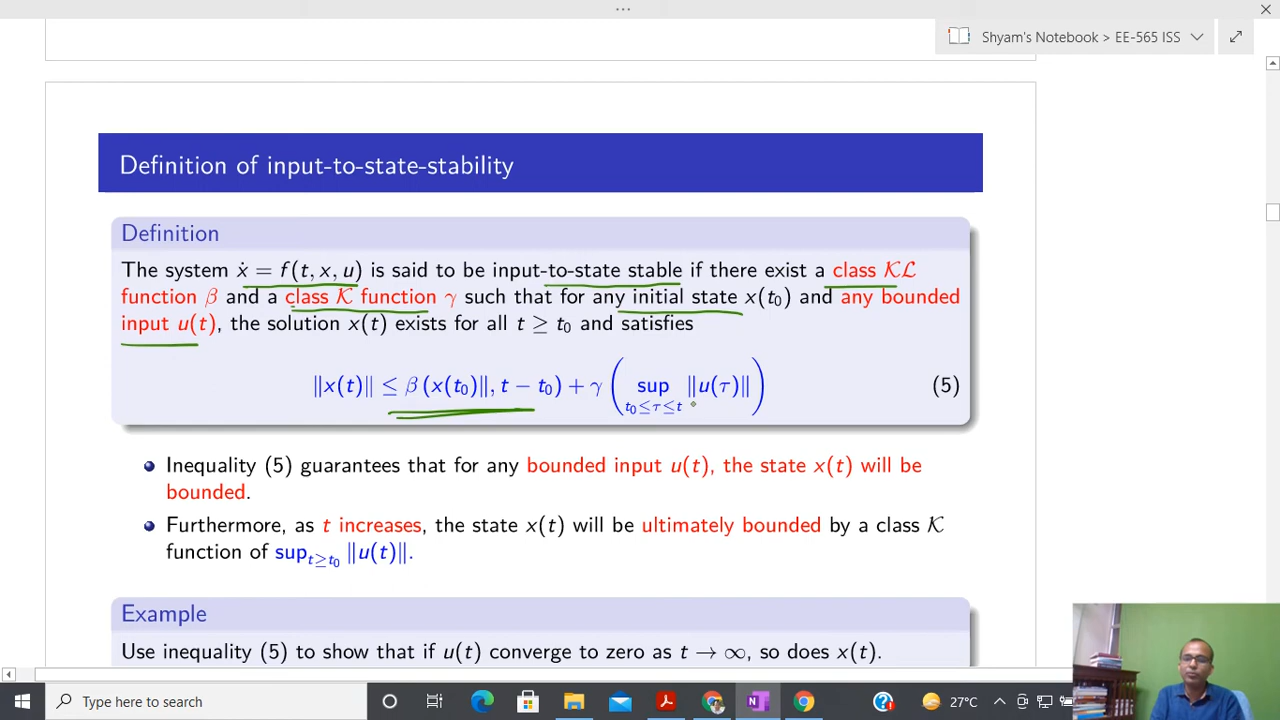 ...
Shyam's Notebook > EE-565 ISS
Definition of input-to-state-stability
Definition
The system ẋ = f(t, x, u) is said to be input-to-state stable if there exist a class 𝒦ℒ
function β and a class 𝒦 function γ such that for any initial state x(t₀) and any bounded
input u(t), the solution x(t) exists for all t ≥ t₀ and satisfies
‖x(t)‖ ≤ β (x(t₀)‖, t − t₀) + γ ( sup_{t₀≤τ≤t} ‖u(τ)‖ ) (5)
Inequality (5) guarantees that for any bounded input u(t), the state x(t) will be
bounded.
Furthermore, as t increases, the state x(t) will be ultimately bounded by a class 𝒦
function of sup_{t≥t₀} ‖u(t)‖.
Example
Use inequality (5) to show that if u(t) converge to zero as t → ∞, so does x(t).
Type here to search
27°C